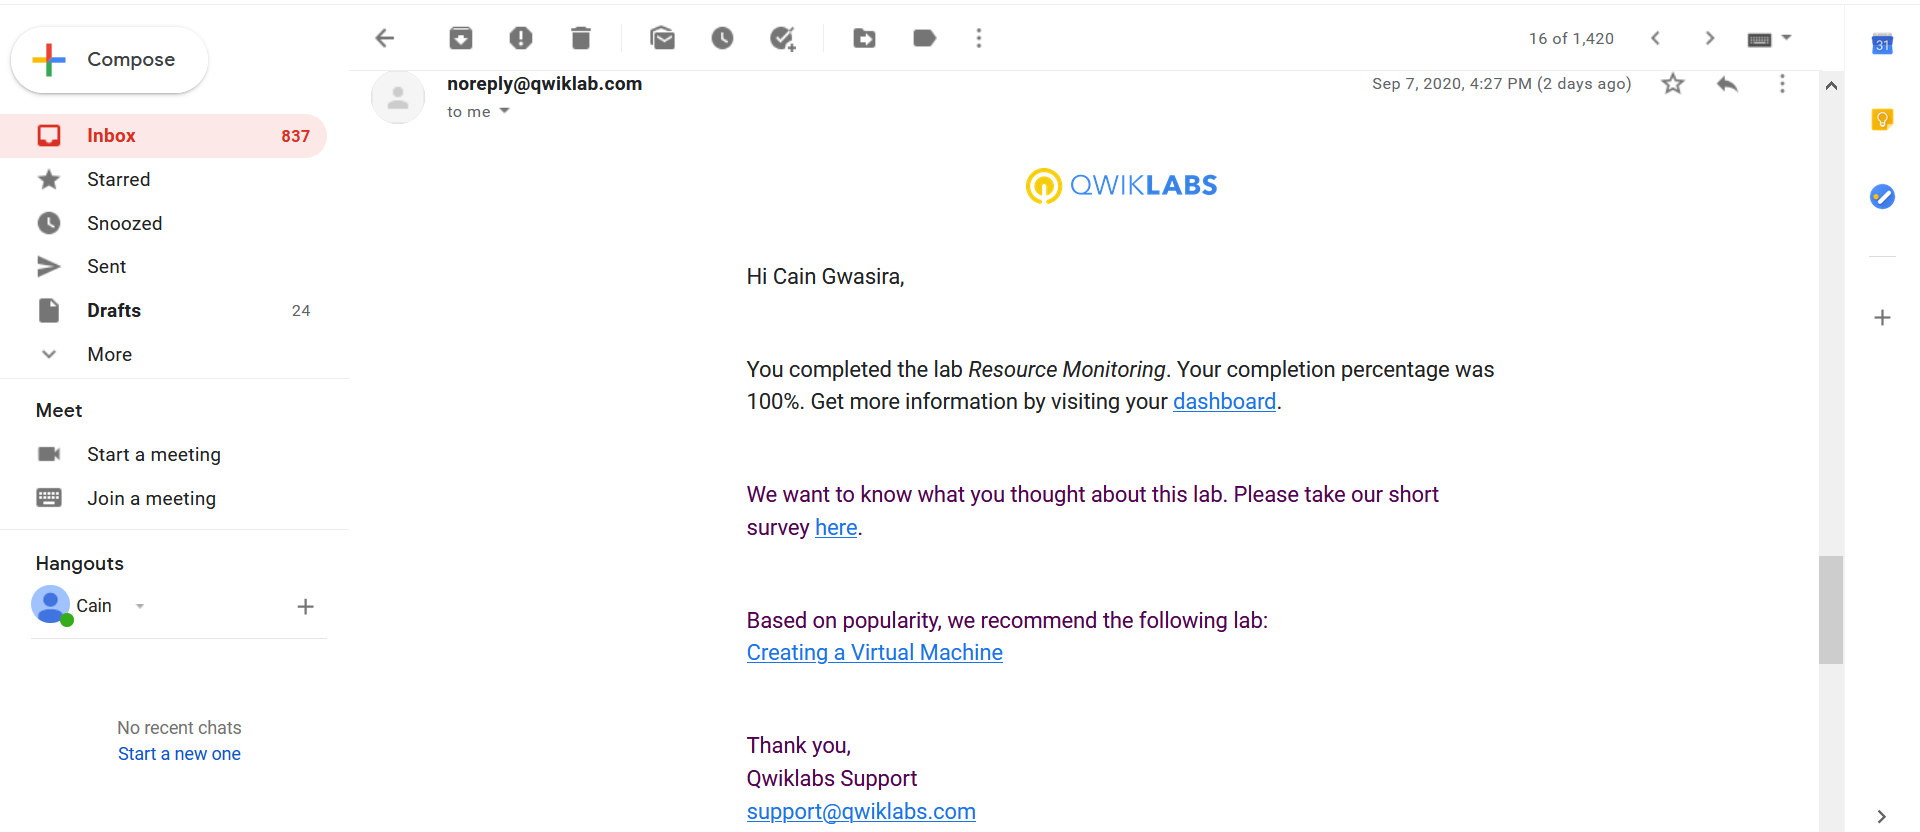 Compose
Inbox 837
Starred
Snoozed
Sent
Drafts 24
More
Meet
Start a meeting
Join a meeting
Hangouts
Cain
No recent chats
Start a new one
16 of 1,420
noreply@qwiklab.com
Sep 7, 2020, 4:27 PM (2 days ago)
to me
QWIKLABS
Hi Cain Gwasira,
You completed the lab Resource Monitoring. Your completion percentage was
100%. Get more information by visiting your dashboard.
We want to know what you thought about this lab. Please take our short
survey here.
Based on popularity, we recommend the following lab:
Creating a Virtual Machine
Thank you,
Qwiklabs Support
support@qwiklabs.com
31